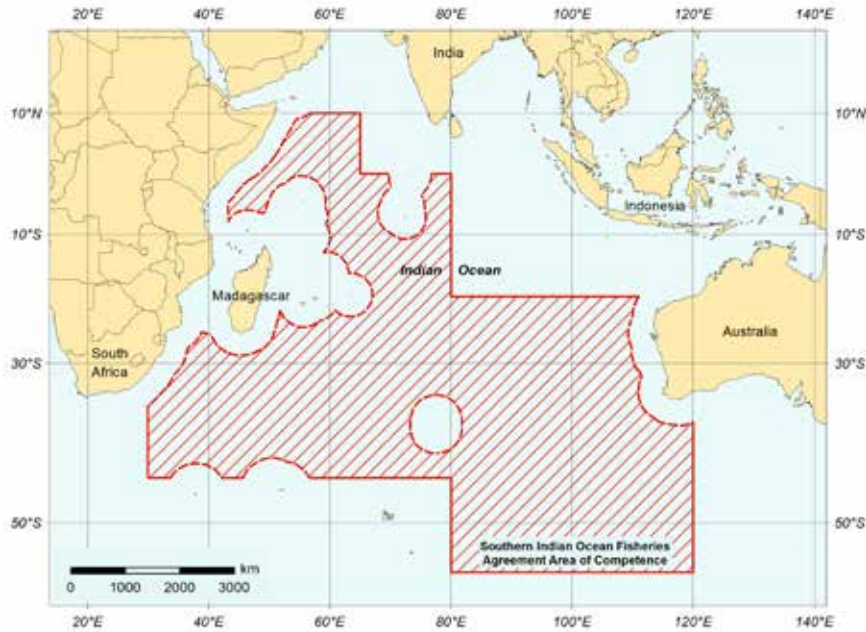 20°E 40°E 60°E 80°E 100°E 120°E 140°E
India
10°N 10°N
Indonesia
10°S 10°S
Indian Ocean
Madagascar
Australia
30°S 30°S
South
Africa
50°S 50°S
Southern Indian Ocean Fisheries
Agreement Area of Competence
km
0 1000 2000 3000
20°E 40°E 60°E 80°E 100°E 120°E 140°E